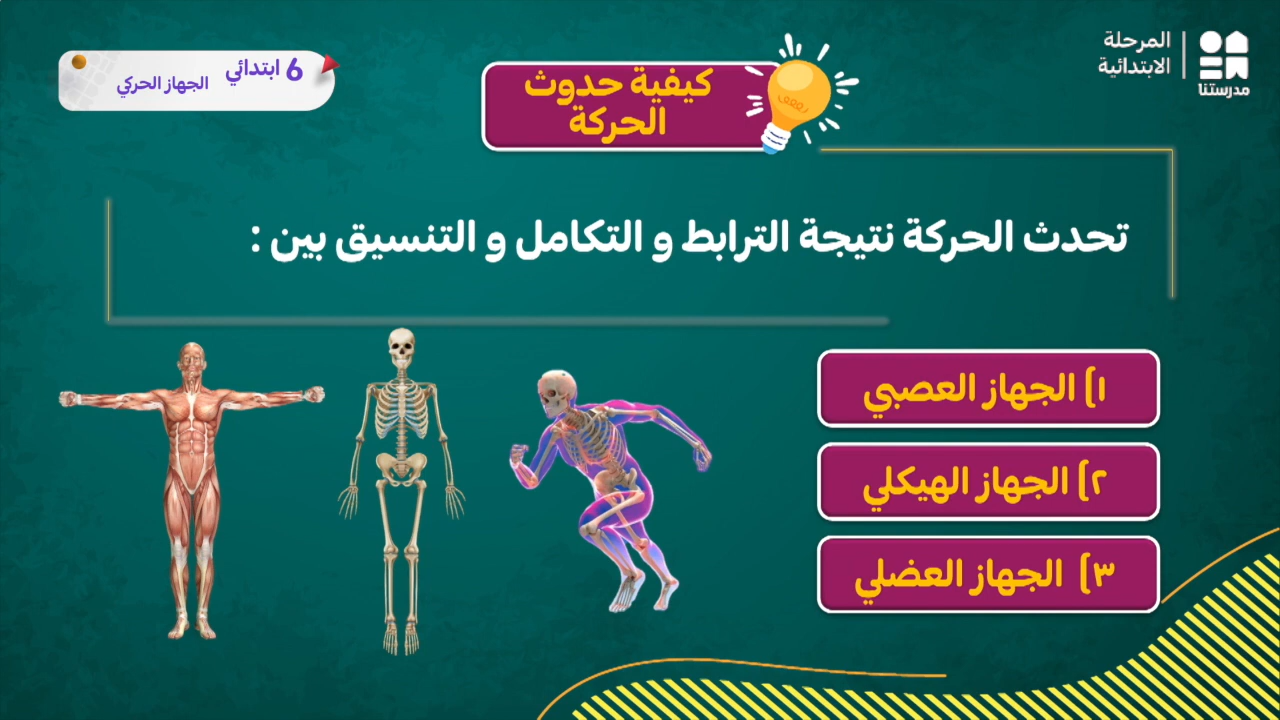 المرحلة
الابتدائية
مدرستنا
6 ابتدائي
الجهاز الحركي
كيفية حدوث
الحركة
تحدث الحركة نتيجة الترابط و التكامل و التنسيق بين :
١) الجهاز العصبي
٢) الجهاز الهيكلي
٣) الجهاز العضلي